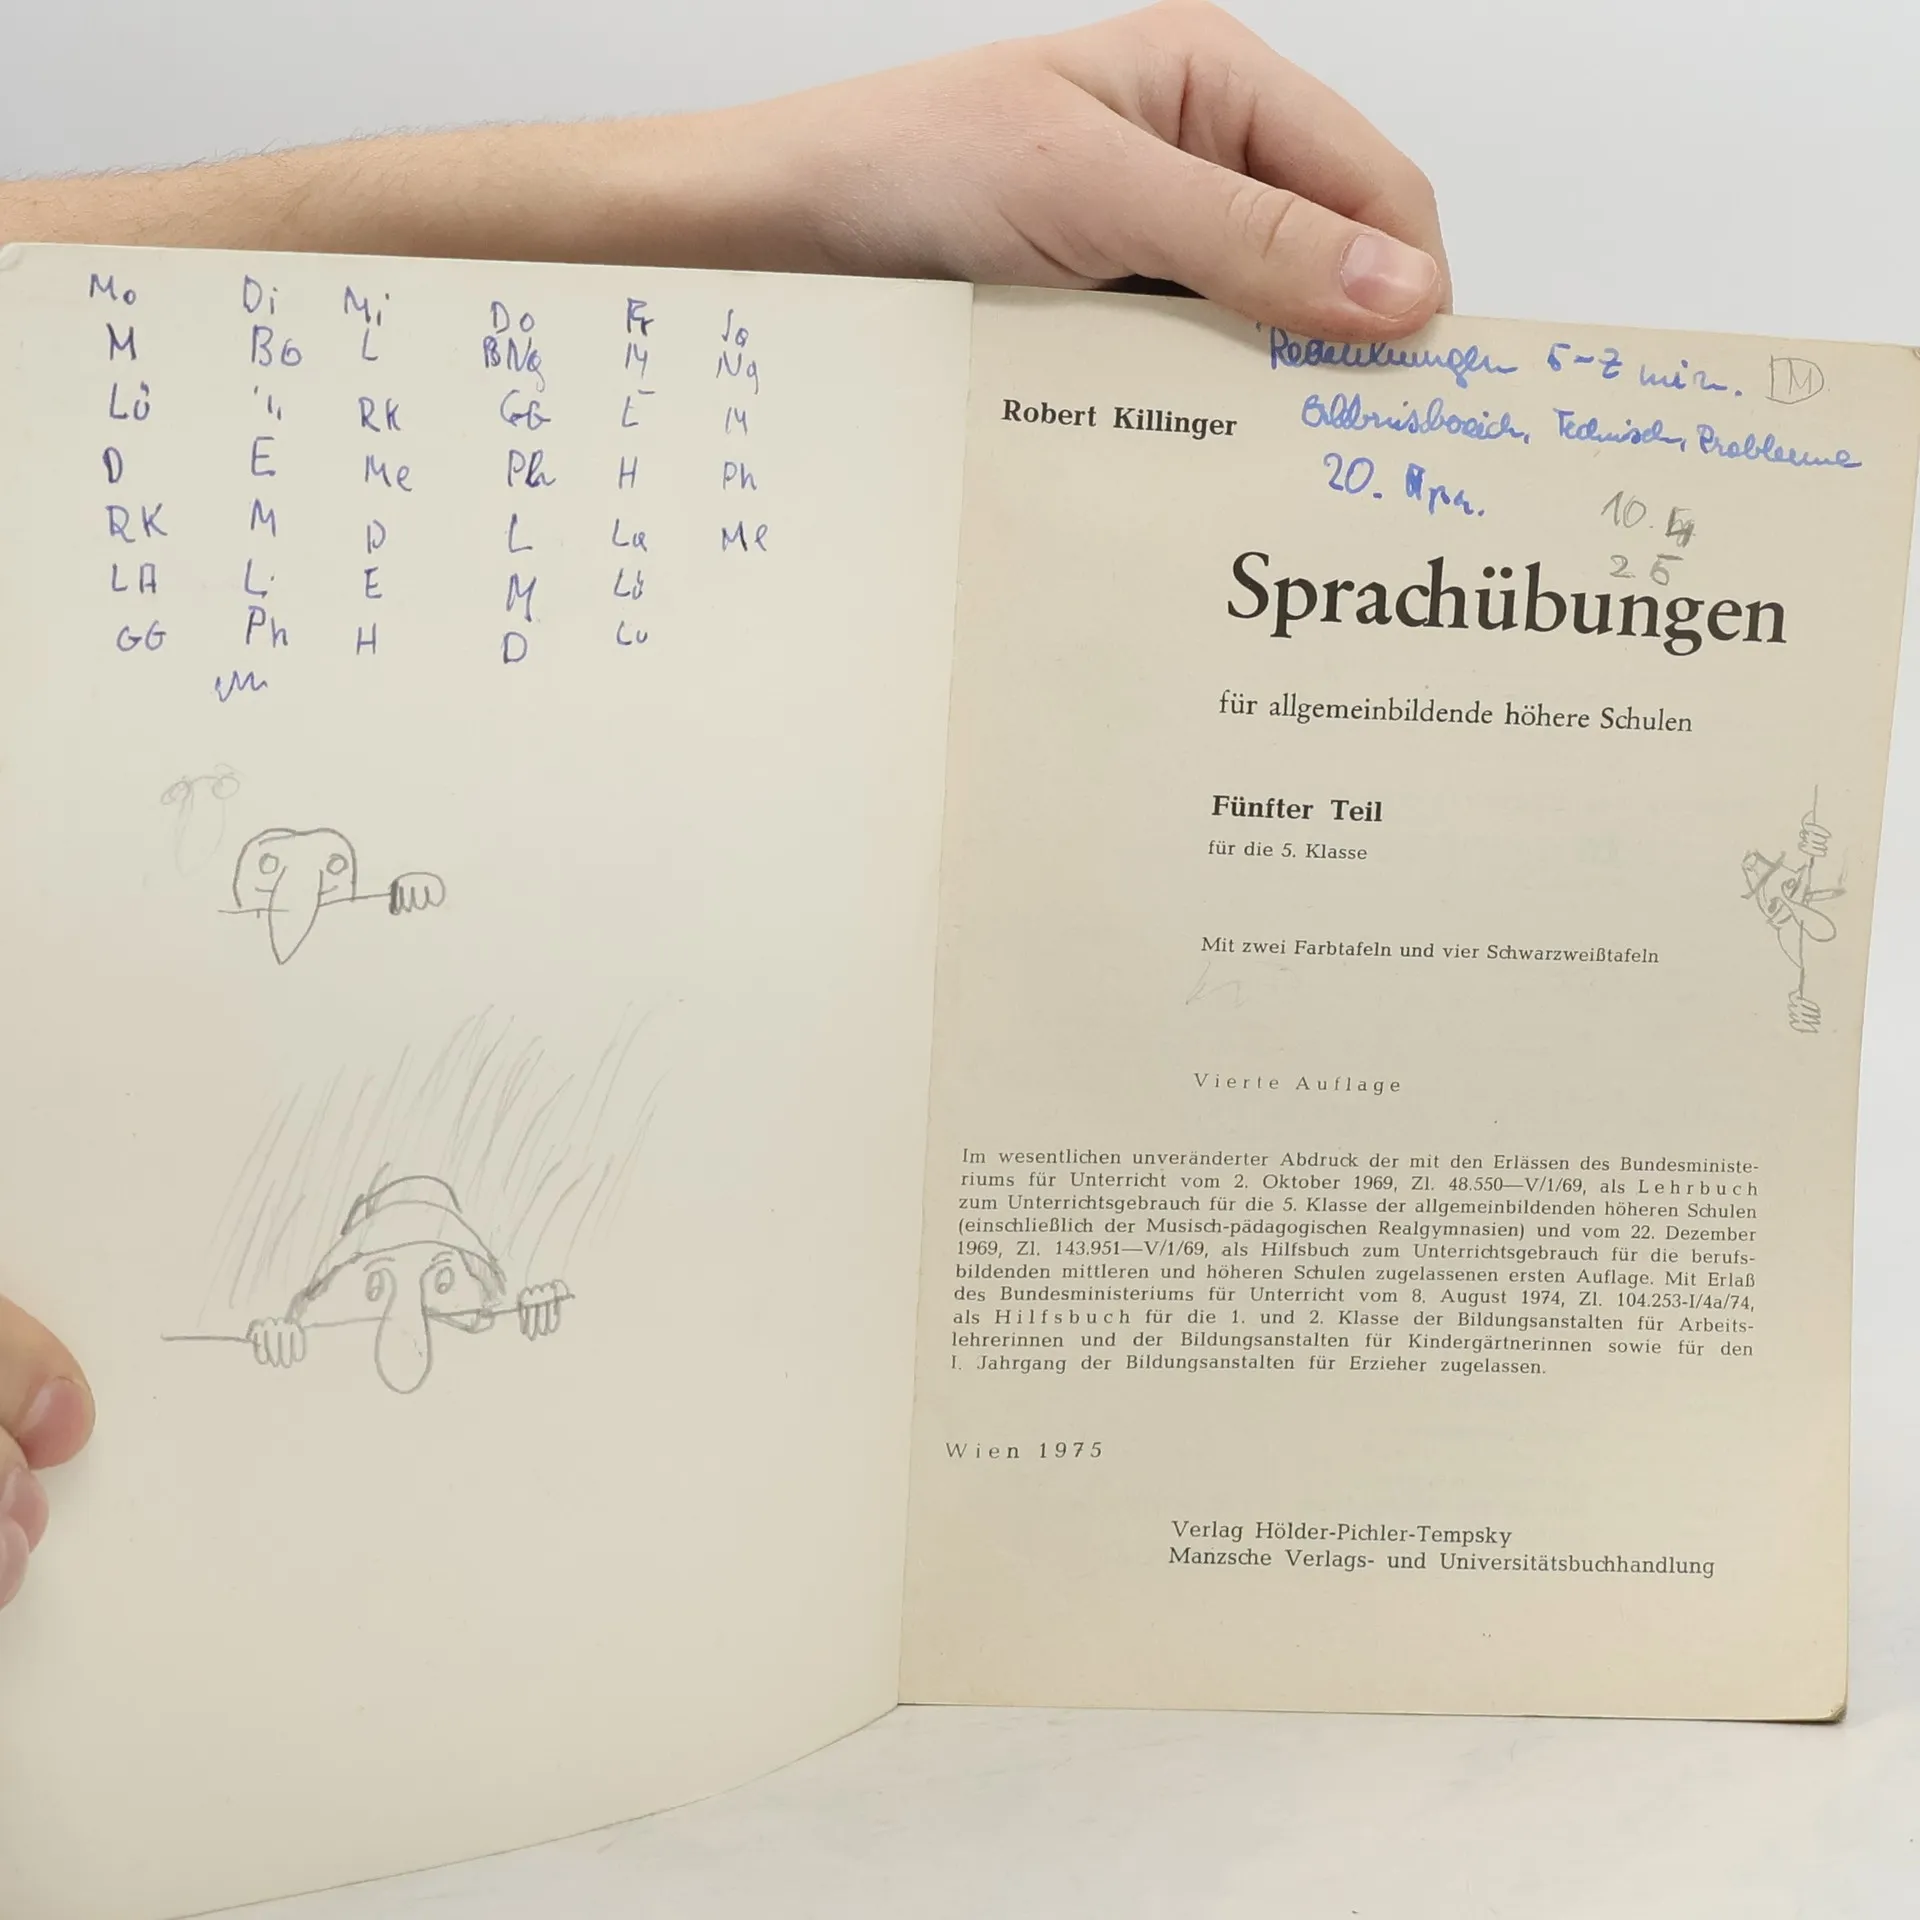 Mo Di Mi Do Fr Sa
M BG L BNg M Ng
Lü " RK GG E M
D E Me Ph H Ph
RK M D L La Me
LA L E M Lü
GG Ph H D Lü
5-Z min. M
Erlebnisbereich, Technisch, Probleme
20. Apr.
10.
25
Robert Killinger
Sprachübungen
für allgemeinbildende höhere Schulen
Fünfter Teil
für die 5. Klasse
Mit zwei Farbtafeln und vier Schwarzweißtafeln
Vierte Auflage
Im wesentlichen unveränderter Abdruck der mit den Erlässen des Bundesministe-
riums für Unterricht vom 2. Oktober 1969, Zl. 48.550—V/1/69, als Lehrbuch
zum Unterrichtsgebrauch für die 5. Klasse der allgemeinbildenden höheren Schulen
(einschließlich der Musisch-pädagogischen Realgymnasien) und vom 22. Dezember
1969, Zl. 143.951—V/1/69, als Hilfsbuch zum Unterrichtsgebrauch für die berufs-
bildenden mittleren und höheren Schulen zugelassenen ersten Auflage. Mit Erlaß
des Bundesministeriums für Unterricht vom 8. August 1974, Zl. 104.253-I/4a/74,
als Hilfsbuch für die 1. und 2. Klasse der Bildungsanstalten für Arbeits-
lehrerinnen und der Bildungsanstalten für Kindergärtnerinnen sowie für den
I. Jahrgang der Bildungsanstalten für Erzieher zugelassen.
Wien 1975
Verlag Hölder-Pichler-Tempsky
Manzsche Verlags- und Universitätsbuchhandlung